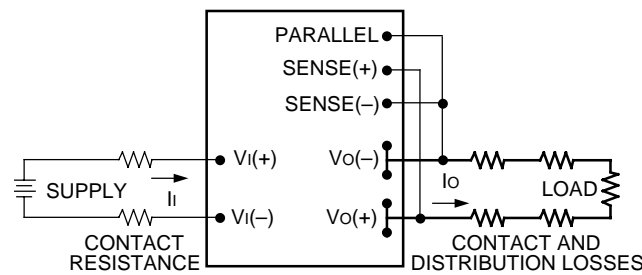 PARALLEL
SENSE(+)
SENSE(–)
VI(+)
VO(–)
SUPPLY
II
IO
LOAD
VI(–)
VO(+)
CONTACT
RESISTANCE
CONTACT AND
DISTRIBUTION LOSSES